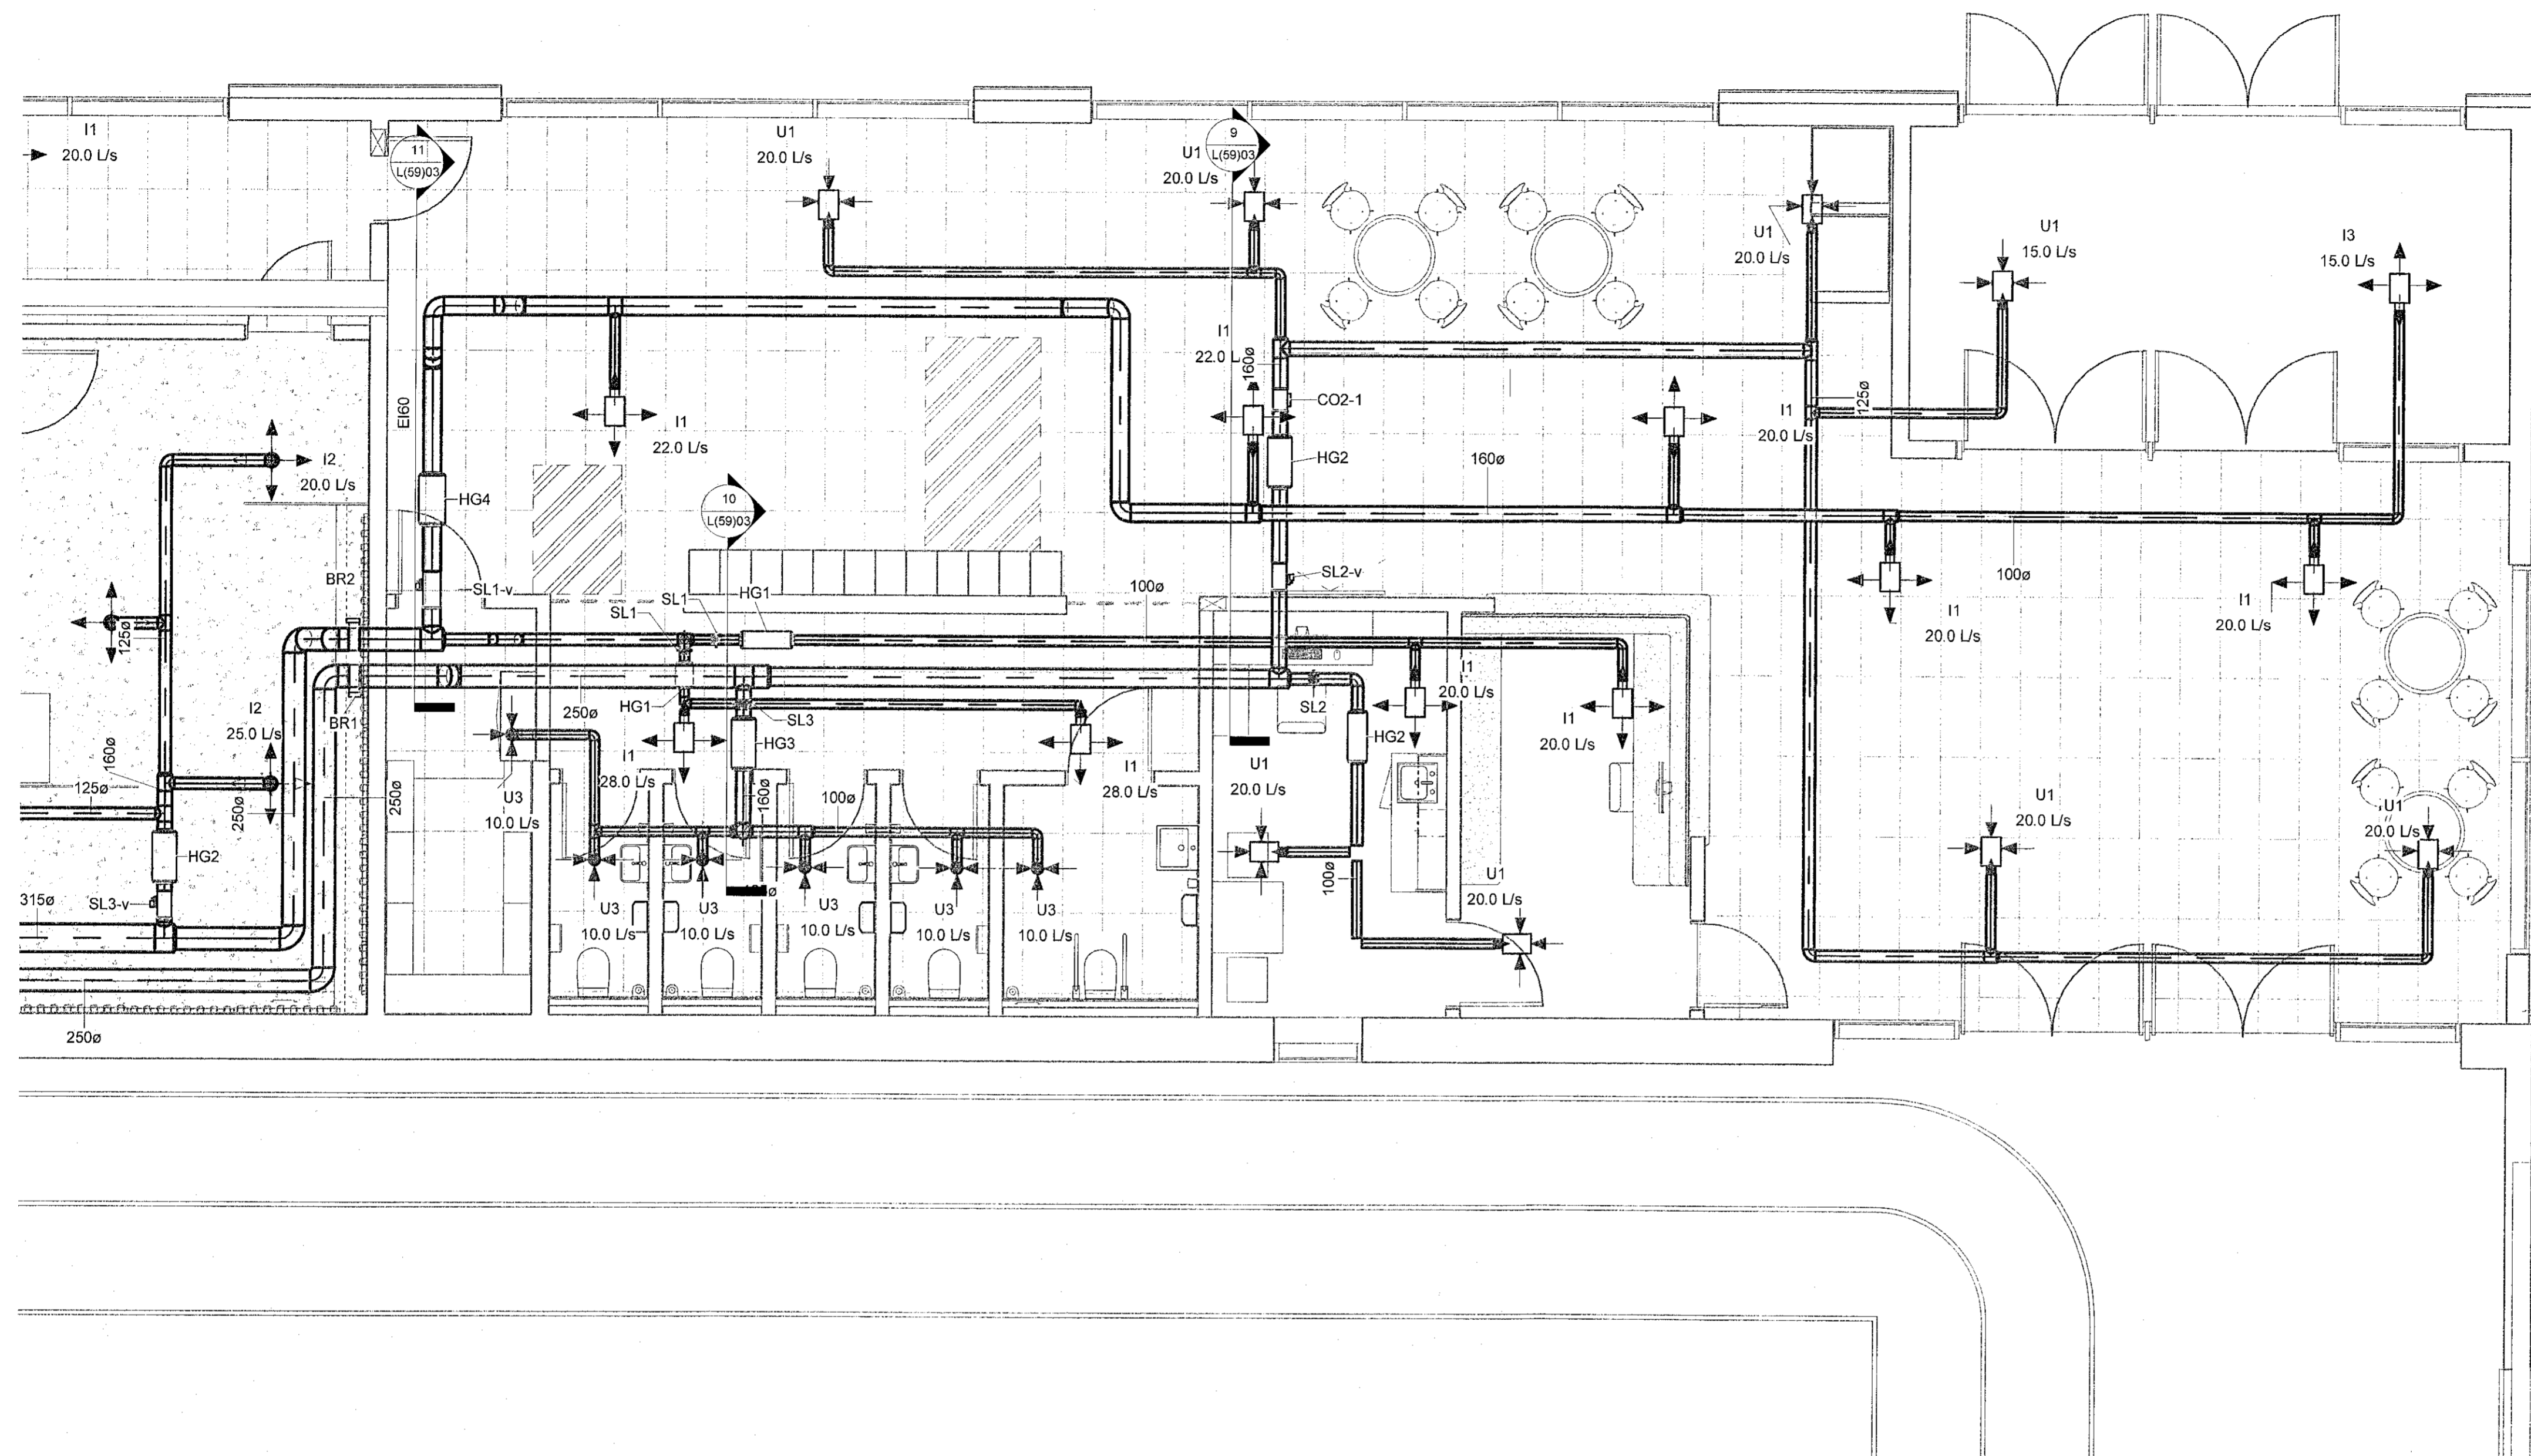 I1
20.0 L/s
11
L(59)03
U1
20.0 L/s
9
L(59)03
U1
20.0 L/s
U1
20.0 L/s
U1
15.0 L/s
I3
15.0 L/s
I1
22.0 L
160ø
CO2-1
HG2
EI60
I1
22.0 L/s
I1
20.0 L/s
125ø
I2
20.0 L/s
HG4
10
L(59)03
160ø
BR2
SL1-v
SL1
SL1
HG1
100ø
SL2-v
100ø
I1
20.0 L/s
I1
20.0 L/s
125ø
I2
25.0 L/s
BR1
250ø
HG1
SL3
HG3
I1
28.0 L/s
I1
28.0 L/s
SL2
HG2
I1
20.0 L/s
I1
20.0 L/s
160ø
125ø
250ø
250ø
U3
10.0 L/s
160ø
100ø
U1
20.0 L/s
U1
20.0 L/s
U1
20.0 L/s
HG2
SL3-v
315ø
U3
10.0 L/s
U3
10.0 L/s
U3
10.0 L/s
U3
10.0 L/s
U3
10.0 L/s
100ø
U1
20.0 L/s
250ø